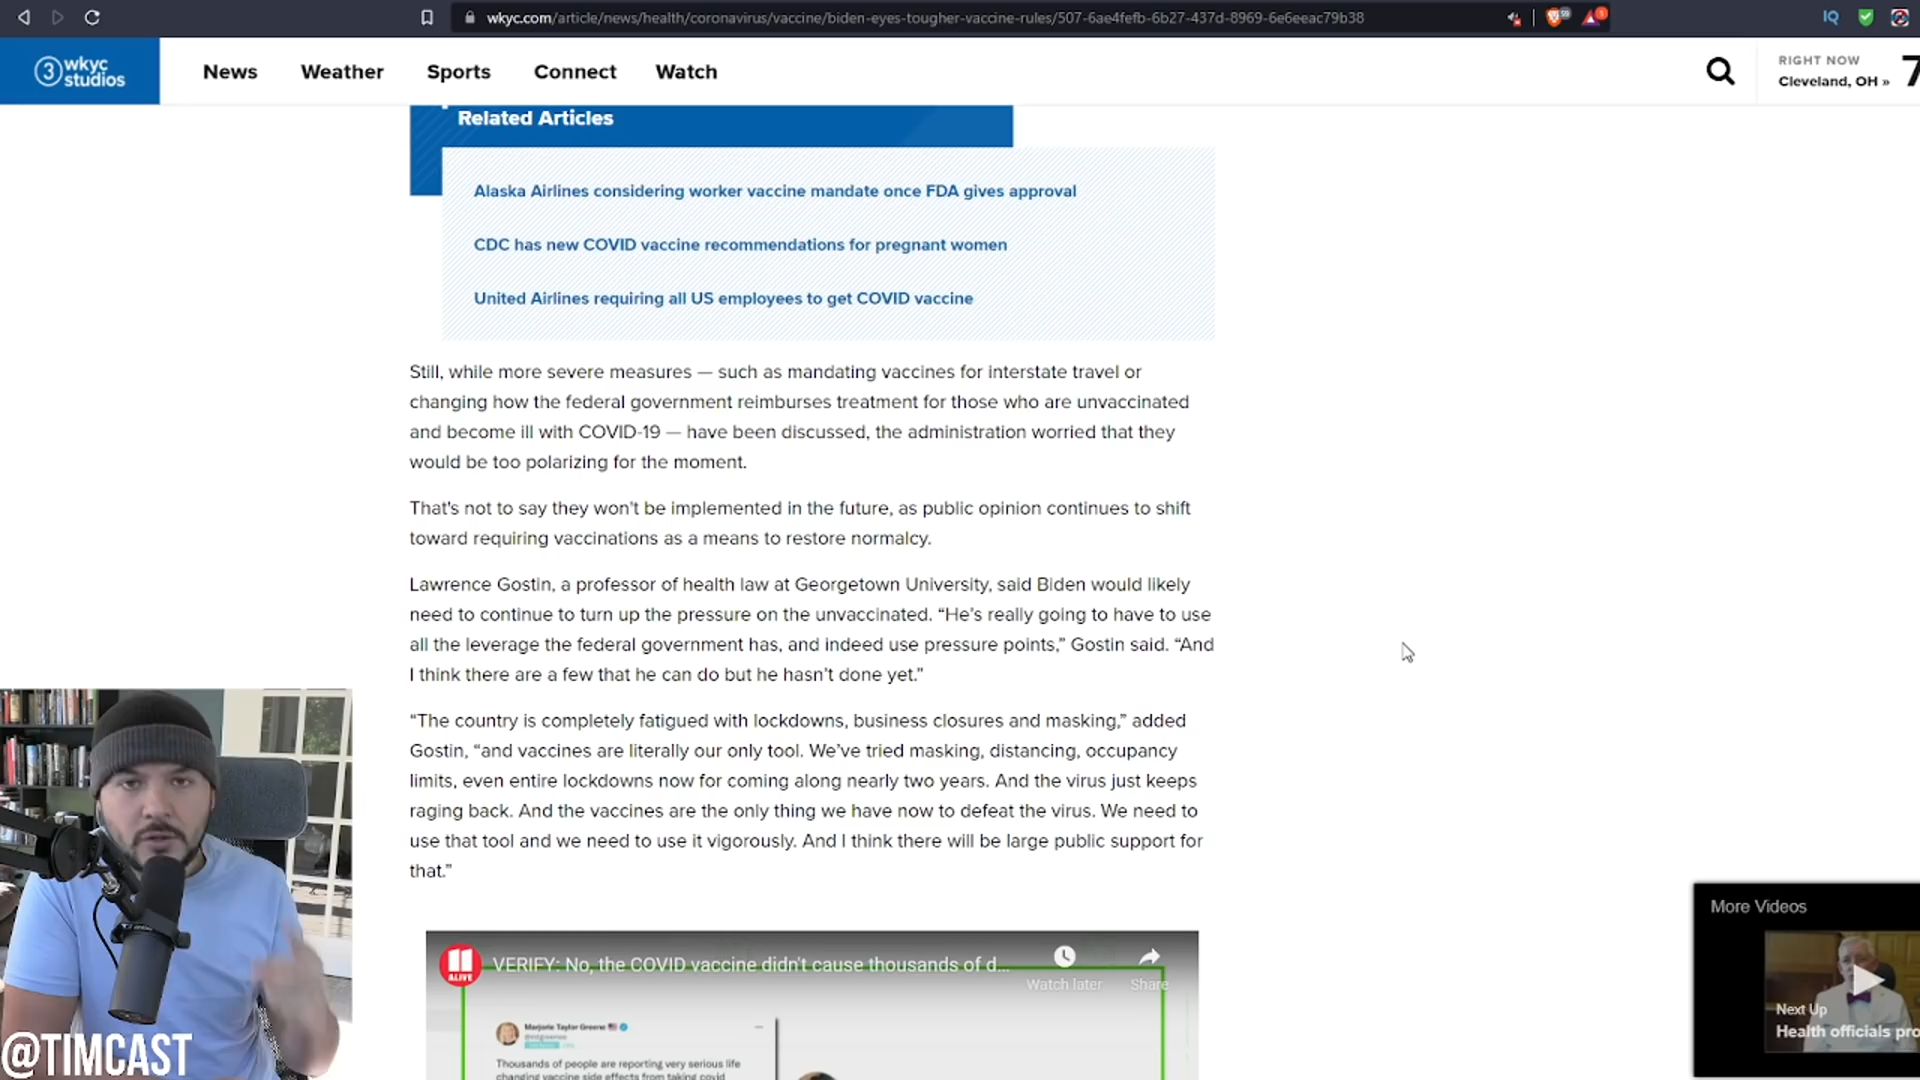 wkyc.com/article/news/health/coronavirus/vaccine/biden-eyes-tougher-vaccine-rules/507-6ae4fefb-6b27-437d-8969-6e6eeac79b38
IQ
3 wkyc studios
News
Weather
Sports
Connect
Watch
RIGHT NOW
Cleveland, OH »
7
Related Articles
Alaska Airlines considering worker vaccine mandate once FDA gives approval
CDC has new COVID vaccine recommendations for pregnant women
United Airlines requiring all US employees to get COVID vaccine
Still, while more severe measures — such as mandating vaccines for interstate travel or
changing how the federal government reimburses treatment for those who are unvaccinated
and become ill with COVID-19 — have been discussed, the administration worried that they
would be too polarizing for the moment.
That's not to say they won't be implemented in the future, as public opinion continues to shift
toward requiring vaccinations as a means to restore normalcy.
Lawrence Gostin, a professor of health law at Georgetown University, said Biden would likely
need to continue to turn up the pressure on the unvaccinated. “He’s really going to have to use
all the leverage the federal government has, and indeed use pressure points,” Gostin said. “And
I think there are a few that he can do but he hasn’t done yet.”
“The country is completely fatigued with lockdowns, business closures and masking,” added
Gostin, “and vaccines are literally our only tool. We’ve tried masking, distancing, occupancy
limits, even entire lockdowns now for coming along nearly two years. And the virus just keeps
raging back. And the vaccines are the only thing we have now to defeat the virus. We need to
use that tool and we need to use it vigorously. And I think there will be large public support for
that.”
ALIVE
VERIFY: No, the COVID vaccine didn't cause thousands of d...
Watch later
Share
Marjorie Taylor Greene
Thousands of people are reporting very serious life
changing vaccine side effects from taking covid
More Videos
Next Up
Health officials pro
@TIMCAST